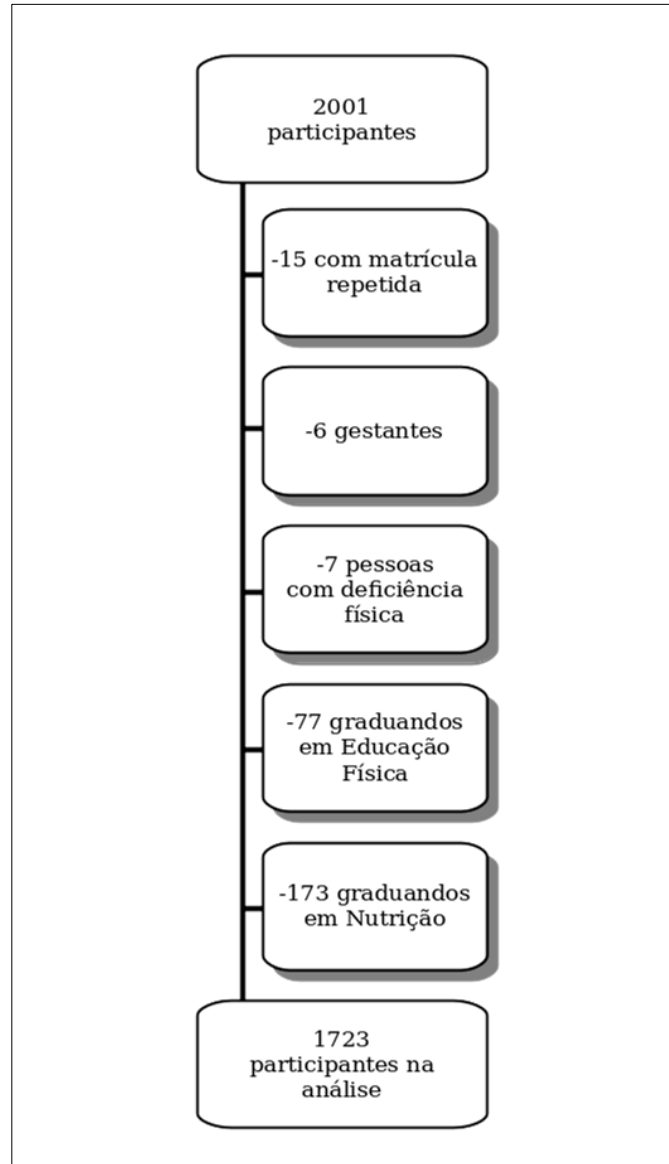 2001
participantes
-15 com matrícula
repetida
-6 gestantes
-7 pessoas
com deficiência
física
-77 graduandos
em Educação
Física
-173 graduandos
em Nutrição
1723
participantes na
análise